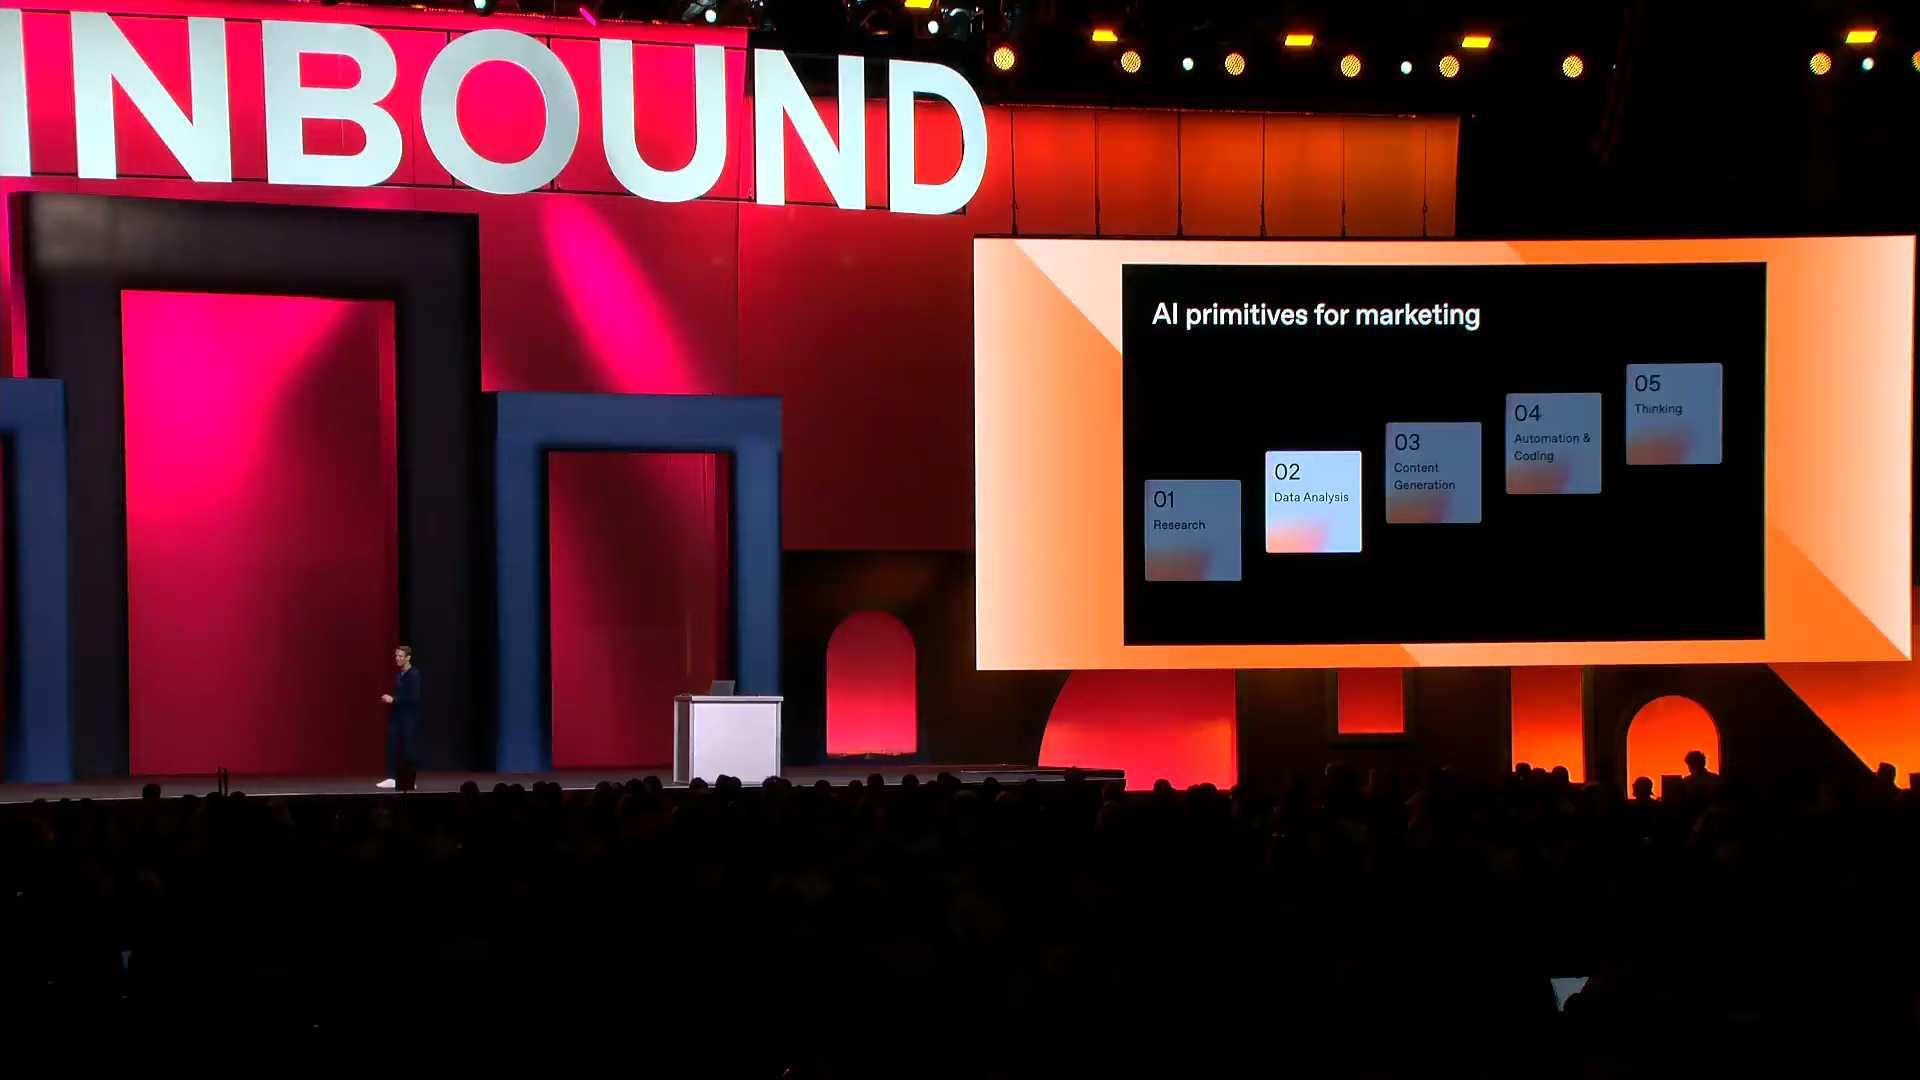 INBOUND
AI primitives for marketing
01
Research
02
Data Analysis
03
Content
Generation
04
Automation &
Coding
05
Thinking